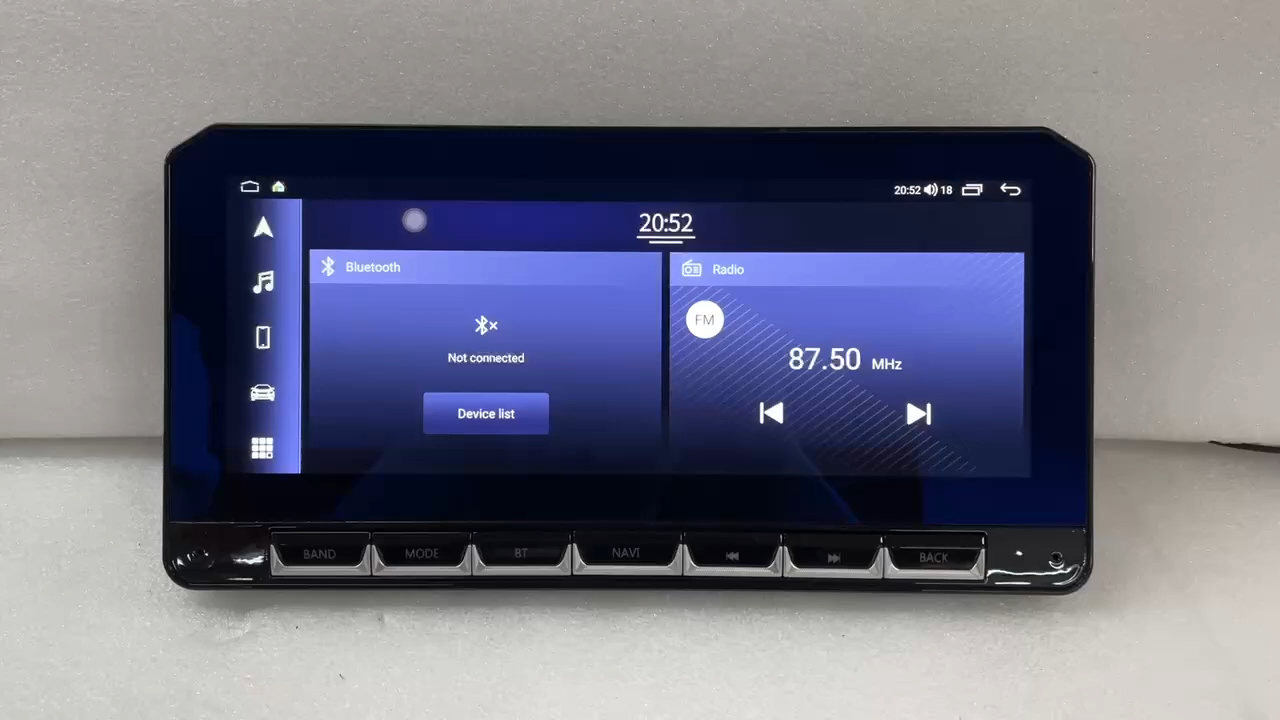 20:52 18
20:52
Bluetooth
Radio
FM
Not connected
87.50 MHz
Device list
BAND MODE BT NAVI BACK